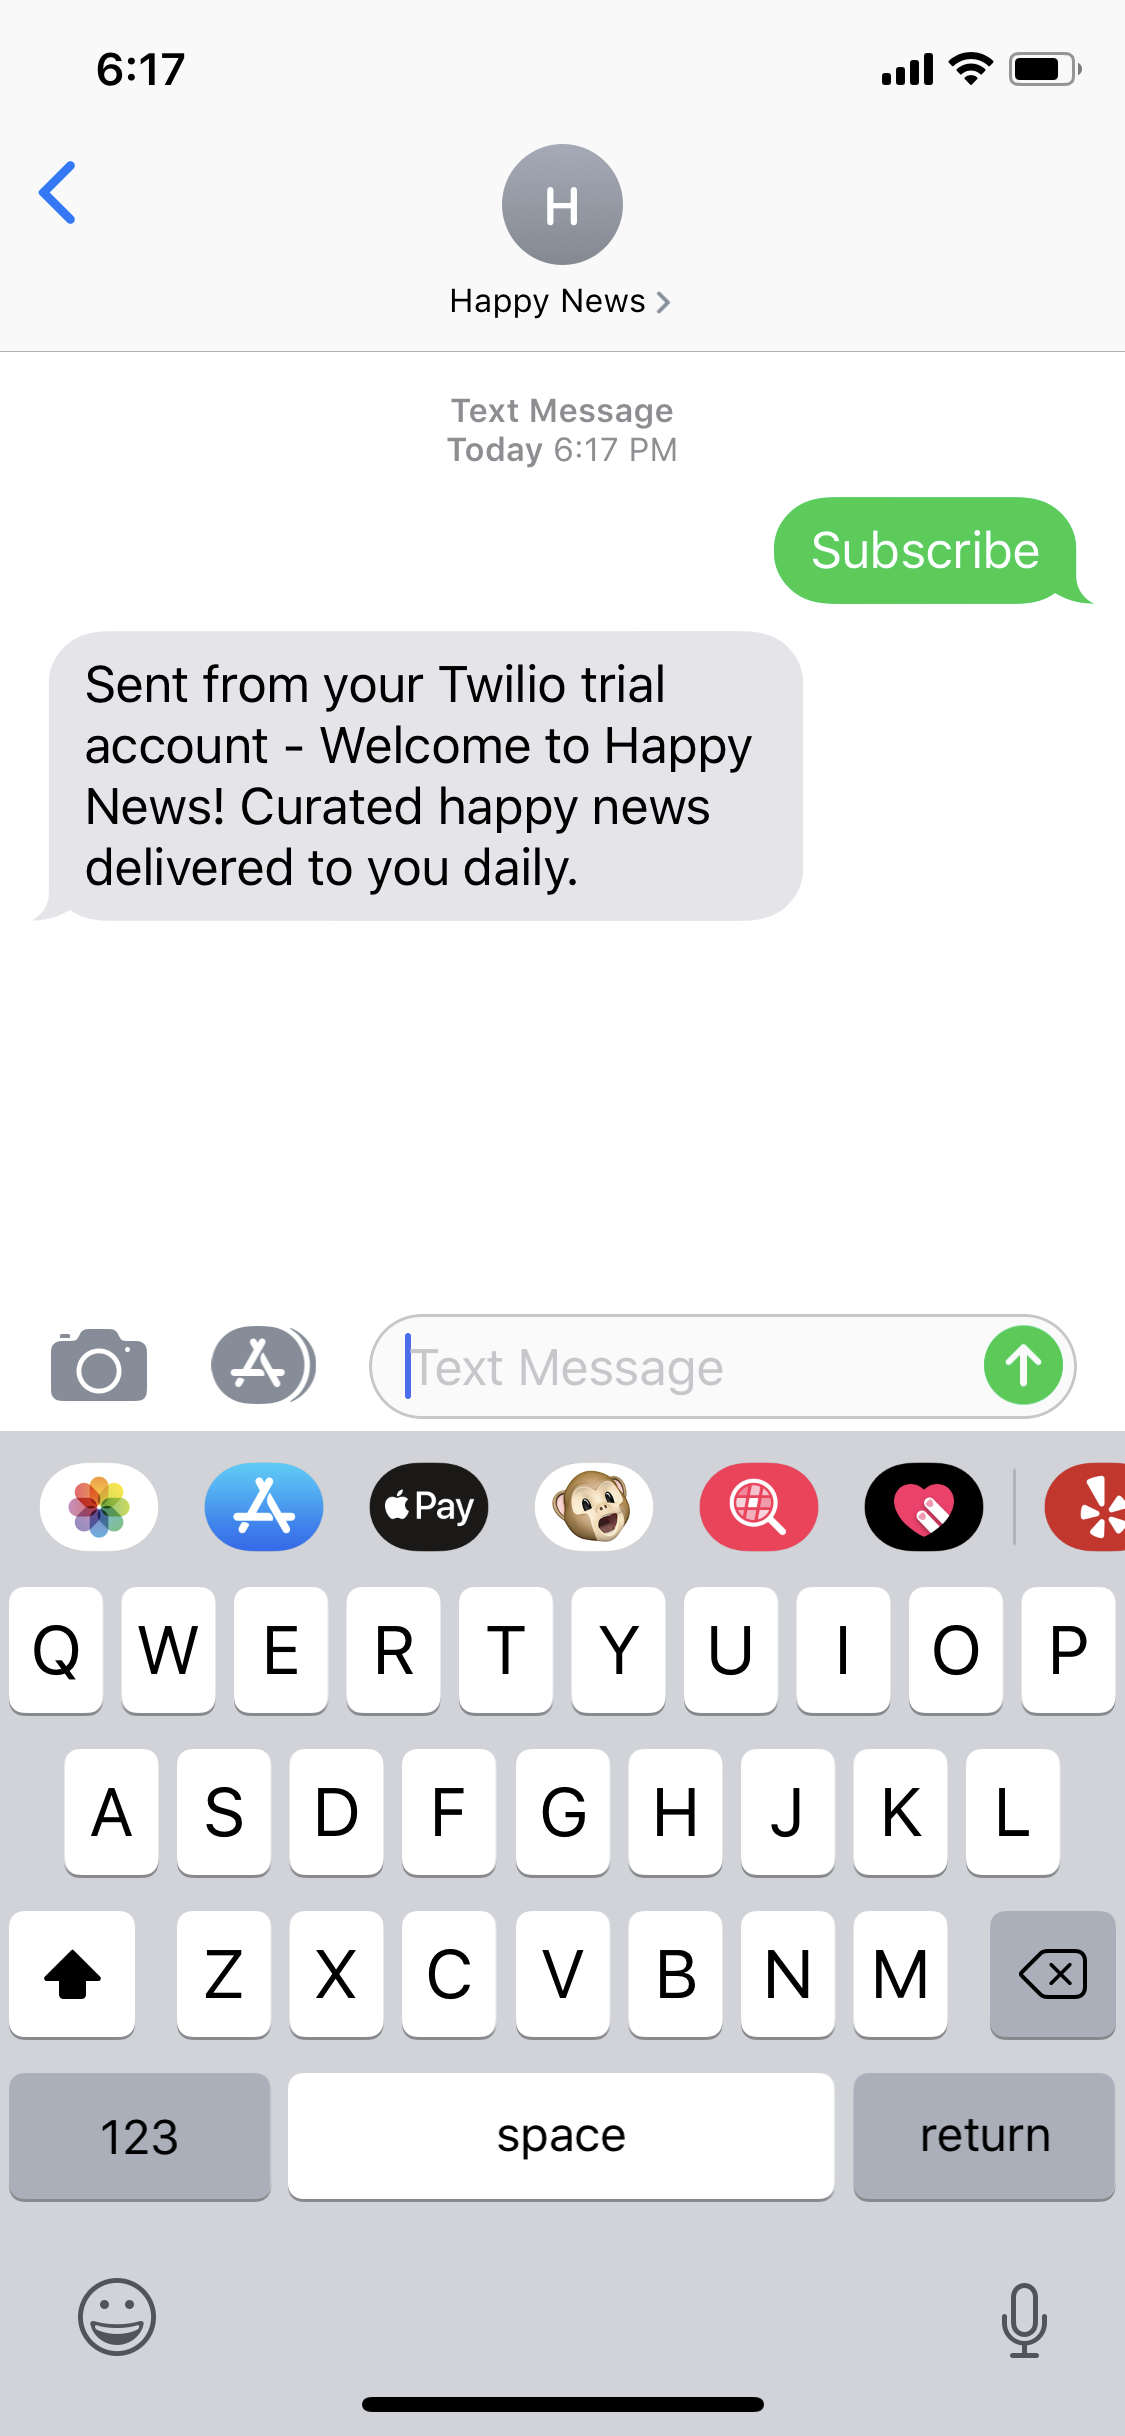 6:17
H
Happy News
Text Message
Today 6:17 PM
Subscribe
Sent from your Twilio trial
account - Welcome to Happy
News! Curated happy news
delivered to you daily.
Text Message
Pay
Q W E R T Y U I O P
A S D F G H J K L
Z X C V B N M
123 space return